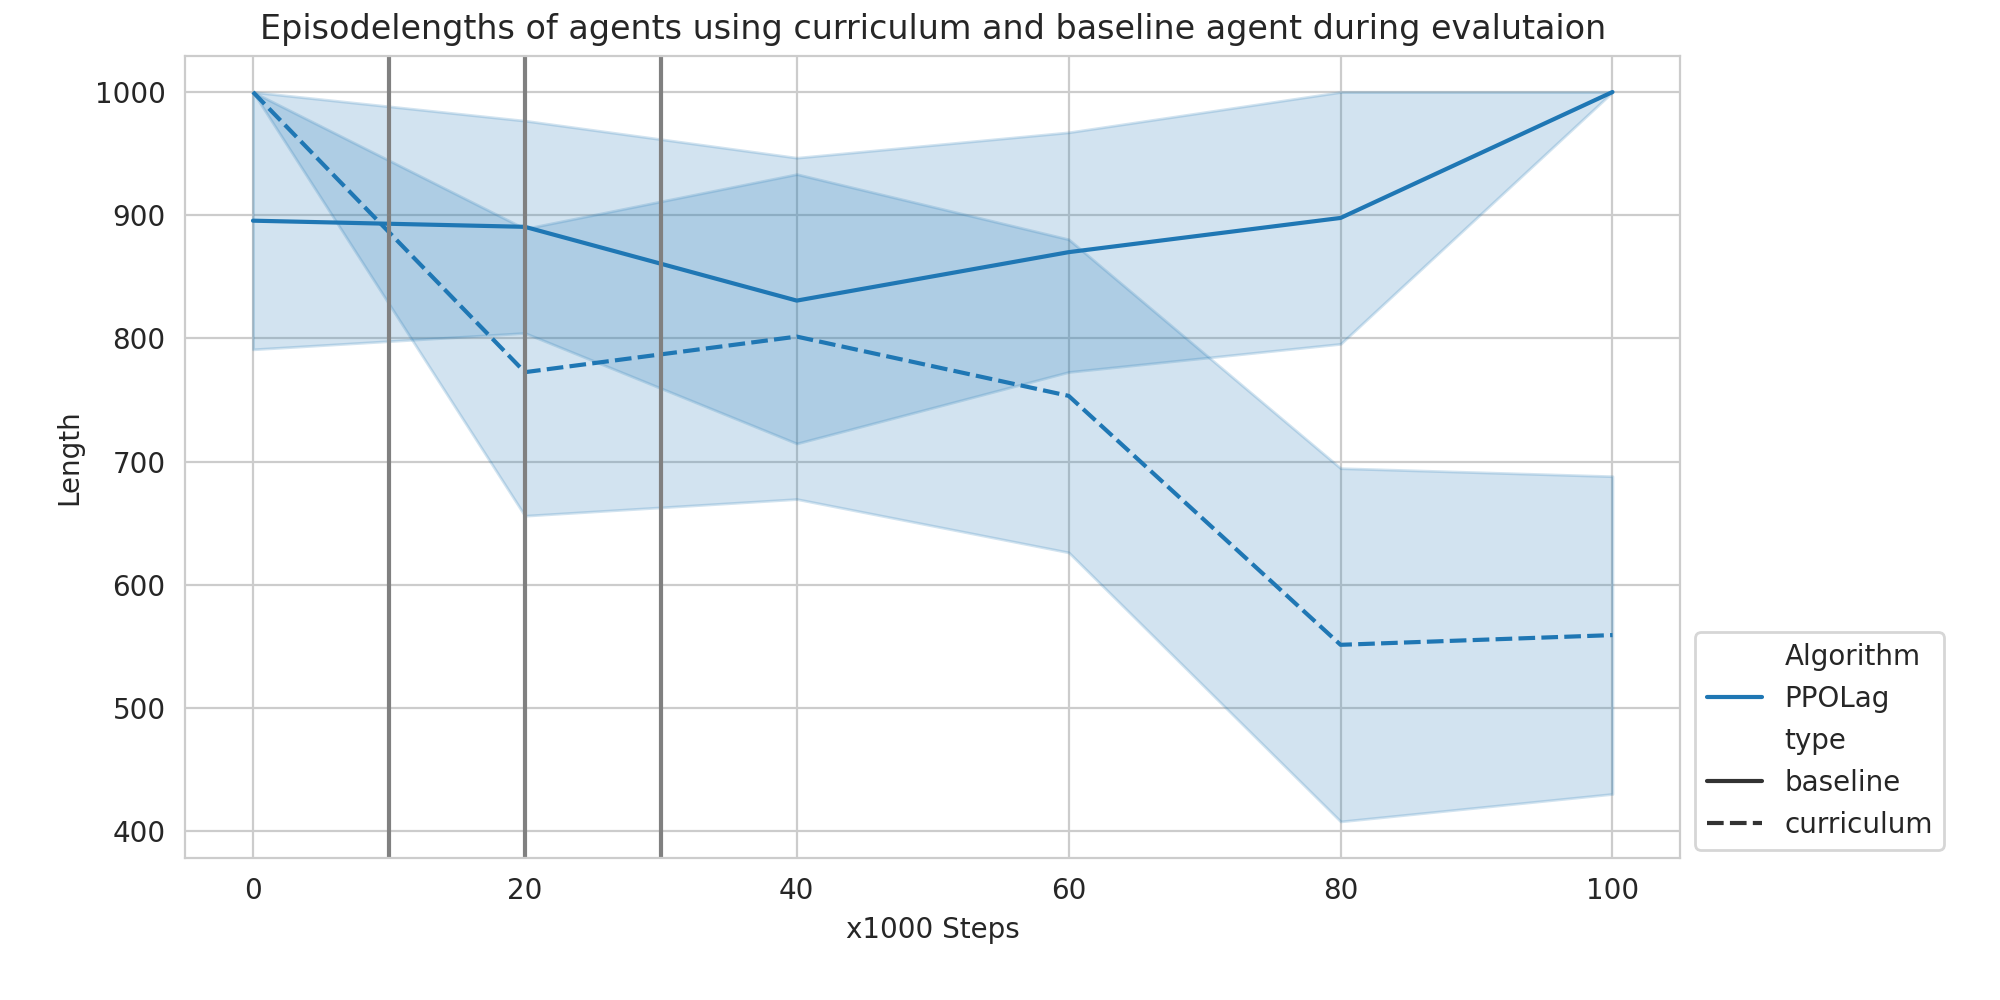 Episodelengths of agents using curriculum and baseline agent during evalutaion
1000
900
800
700
600
500
400
Length
0
20
40
60
80
100
x1000 Steps
Algorithm
PPOLag
type
baseline
curriculum